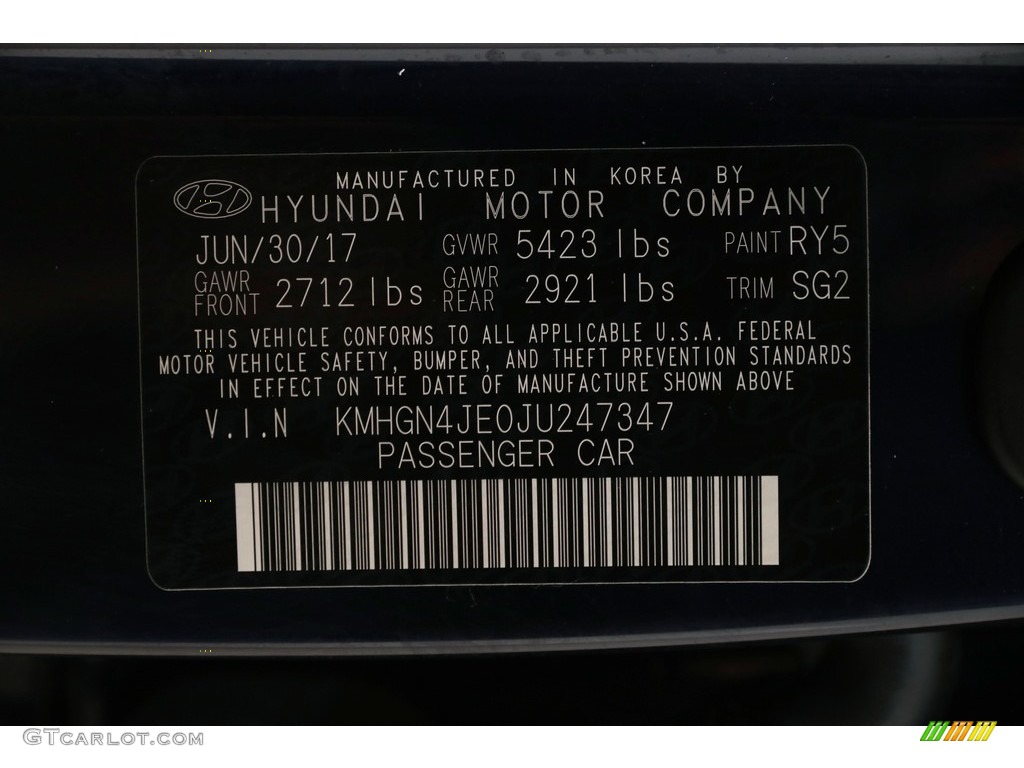 MANUFACTURED IN KOREA BY
HYUNDAI MOTOR COMPANY
JUN/30/17 GVWR 5423 lbs PAINT RY5
GAWR FRONT 2712 lbs GAWR REAR 2921 lbs TRIM SG2
THIS VEHICLE CONFORMS TO ALL APPLICABLE U.S.A. FEDERAL
MOTOR VEHICLE SAFETY, BUMPER, AND THEFT PREVENTION STANDARDS
IN EFFECT ON THE DATE OF MANUFACTURE SHOWN ABOVE
V.I.N KMHGN4JE0JU247347
PASSENGER CAR
GTCARLOT.COM